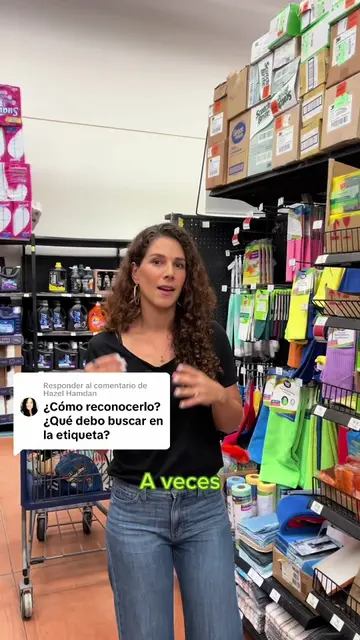 Responder al comentario de
Hazel Hamdan
¿Cómo reconocerlo?
¿Qué debo buscar en
la etiqueta?
A veces